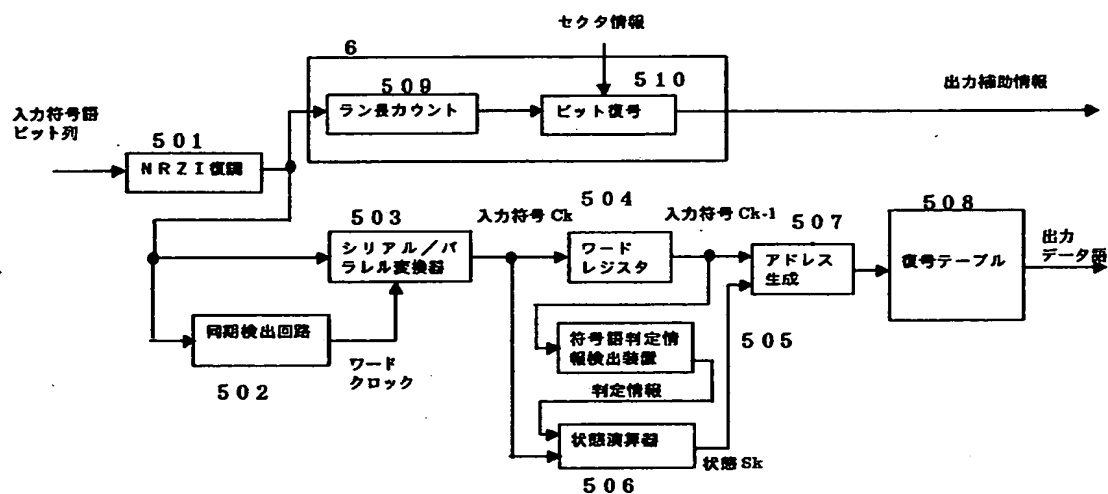 セクタ情報
6
509
510
出力補助情報
ラン長カウント
ビット復号
入力符号語
ビット列
501
NRZI復調
503
入力符号 Ck
504
入力符号 Ck-1
507
508
シリアル／パ
ラレル変換器
ワード
レジスタ
アドレス
生成
復号テーブル
出力
データ語
同期検出回路
ワード
クロック
502
符号語判定情
報検出装置
505
判定情報
状態演算器
状態 Sk
506